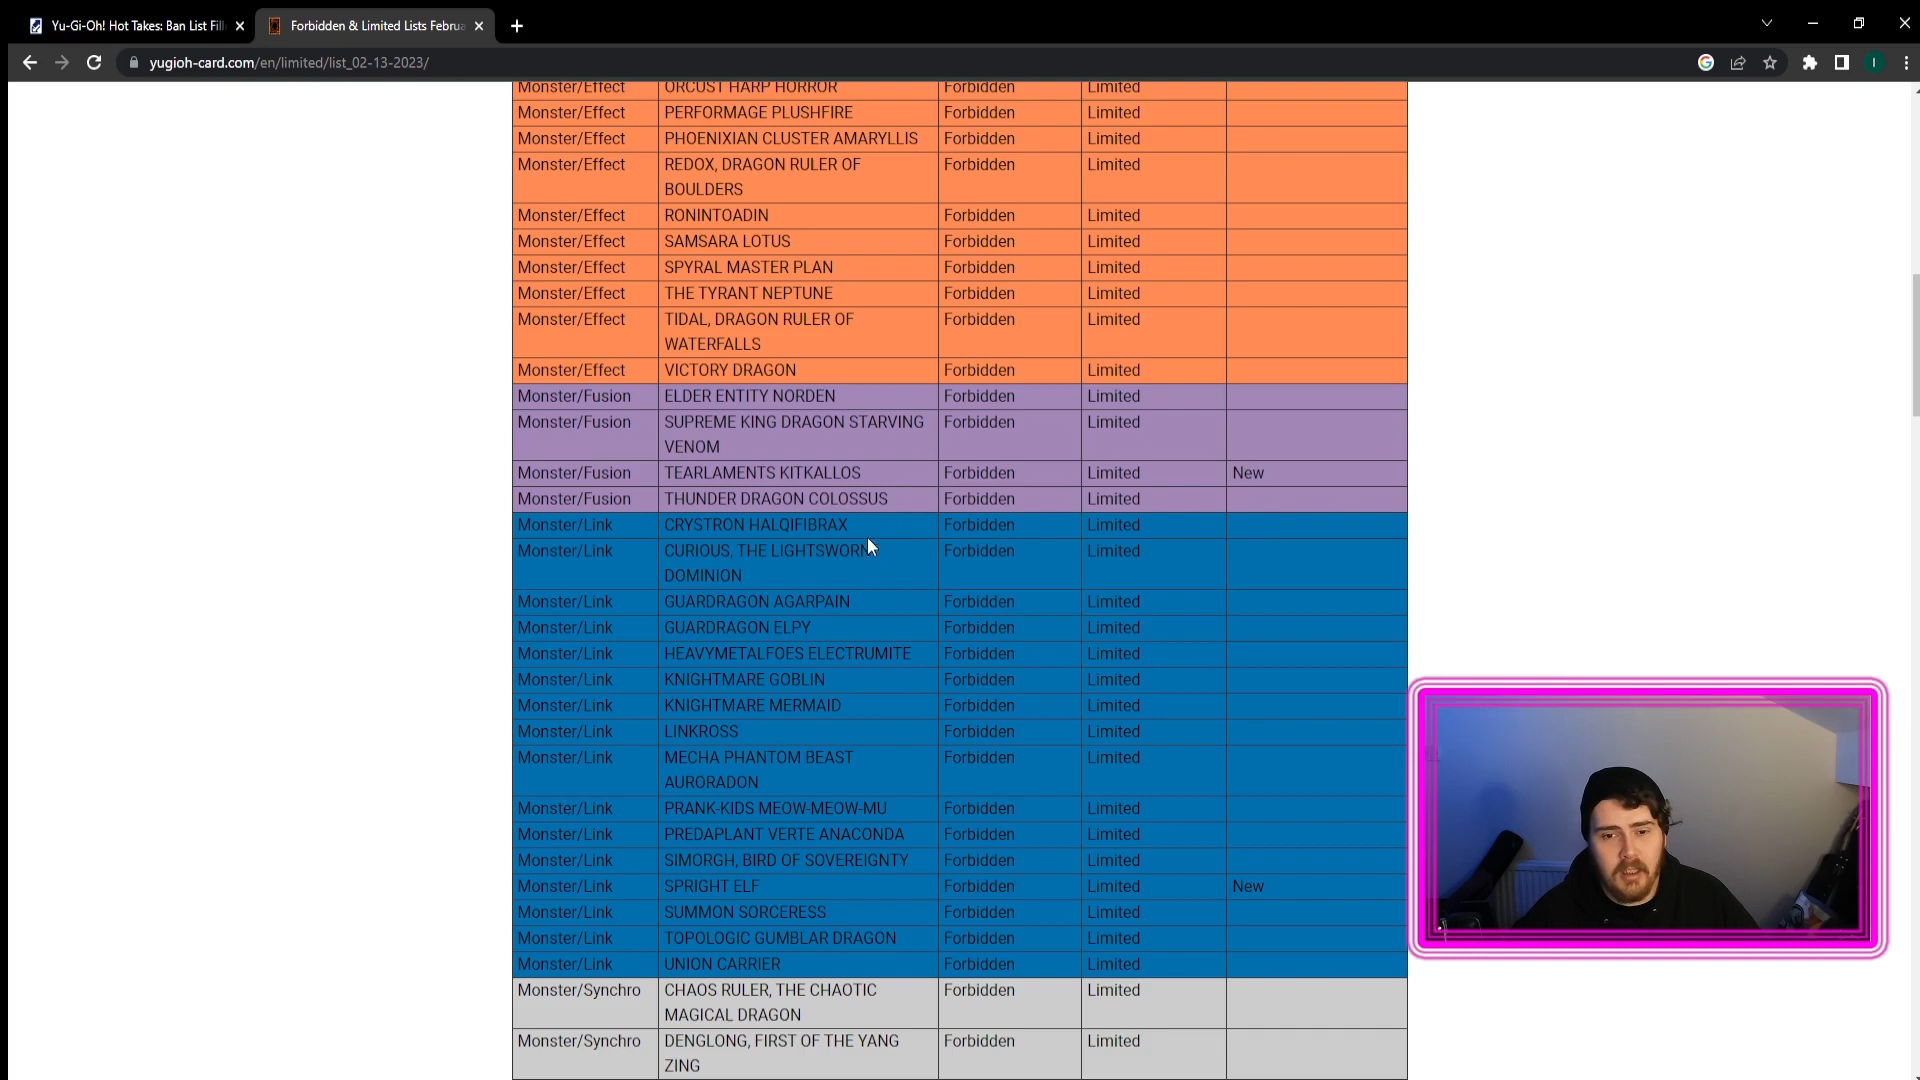 Yu-Gi-Oh! Hot Takes: Ban List Fill
Forbidden & Limited Lists Februa
yugioh-card.com/en/limited/list_02-13-2023/
Monster/Effect ORCUST HARP HORROR Forbidden Limited
Monster/Effect PERFORMAGE PLUSHFIRE Forbidden Limited
Monster/Effect PHOENIXIAN CLUSTER AMARYLLIS Forbidden Limited
Monster/Effect REDOX, DRAGON RULER OF Forbidden Limited
BOULDERS
Monster/Effect RONINTOADIN Forbidden Limited
Monster/Effect SAMSARA LOTUS Forbidden Limited
Monster/Effect SPYRAL MASTER PLAN Forbidden Limited
Monster/Effect THE TYRANT NEPTUNE Forbidden Limited
Monster/Effect TIDAL, DRAGON RULER OF Forbidden Limited
WATERFALLS
Monster/Effect VICTORY DRAGON Forbidden Limited
Monster/Fusion ELDER ENTITY NORDEN Forbidden Limited
Monster/Fusion SUPREME KING DRAGON STARVING Forbidden Limited
VENOM
Monster/Fusion TEARLAMENTS KITKALLOS Forbidden Limited New
Monster/Fusion THUNDER DRAGON COLOSSUS Forbidden Limited
Monster/Link CRYSTRON HALQIFIBRAX Forbidden Limited
Monster/Link CURIOUS, THE LIGHTSWORN Forbidden Limited
DOMINION
Monster/Link GUARDRAGON AGARPAIN Forbidden Limited
Monster/Link GUARDRAGON ELPY Forbidden Limited
Monster/Link HEAVYMETALFOES ELECTRUMITE Forbidden Limited
Monster/Link KNIGHTMARE GOBLIN Forbidden Limited
Monster/Link KNIGHTMARE MERMAID Forbidden Limited
Monster/Link LINKROSS Forbidden Limited
Monster/Link MECHA PHANTOM BEAST Forbidden Limited
AURORADON
Monster/Link PRANK-KIDS MEOW-MEOW-MU Forbidden Limited
Monster/Link PREDAPLANT VERTE ANACONDA Forbidden Limited
Monster/Link SIMORGH, BIRD OF SOVEREIGNTY Forbidden Limited
Monster/Link SPRIGHT ELF Forbidden Limited New
Monster/Link SUMMON SORCERESS Forbidden Limited
Monster/Link TOPOLOGIC GUMBLAR DRAGON Forbidden Limited
Monster/Link UNION CARRIER Forbidden Limited
Monster/Synchro CHAOS RULER, THE CHAOTIC Forbidden Limited
MAGICAL DRAGON
Monster/Synchro DENGLONG, FIRST OF THE YANG Forbidden Limited
ZING